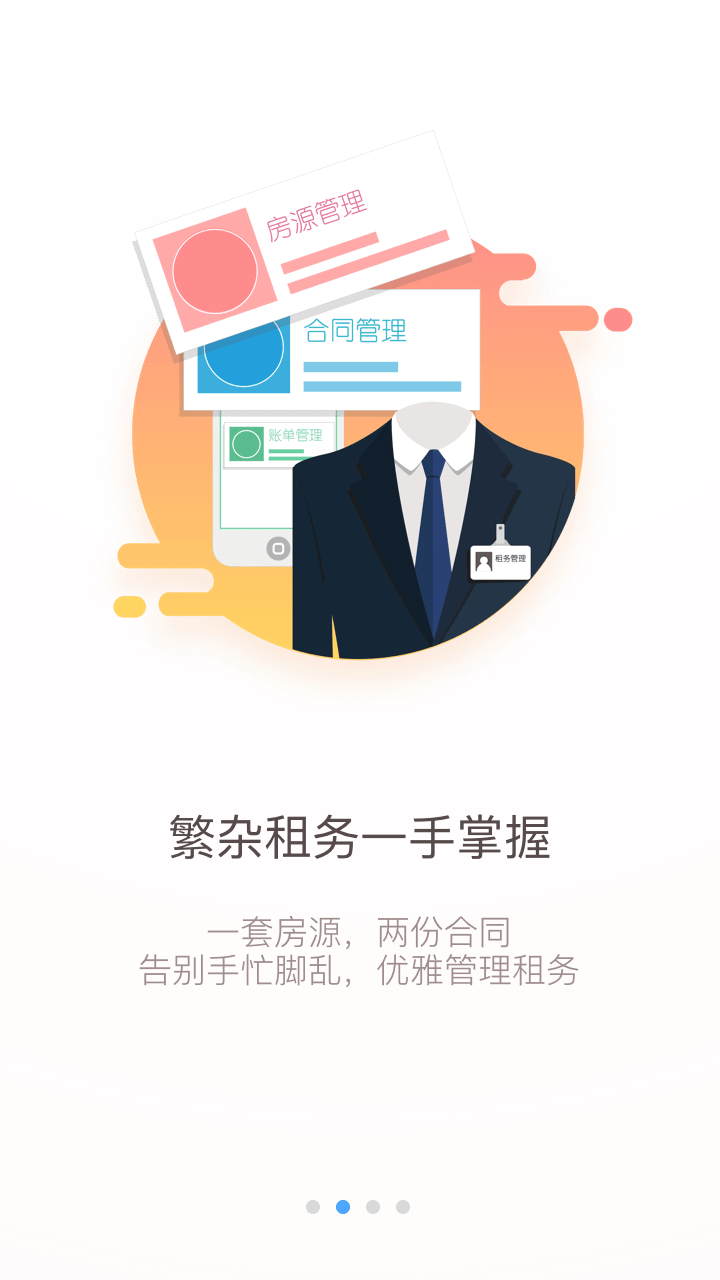 房源管理
合同管理
账单管理
租务管理
繁杂租务一手掌握
一套房源，两份合同
告别手忙脚乱，优雅管理租务